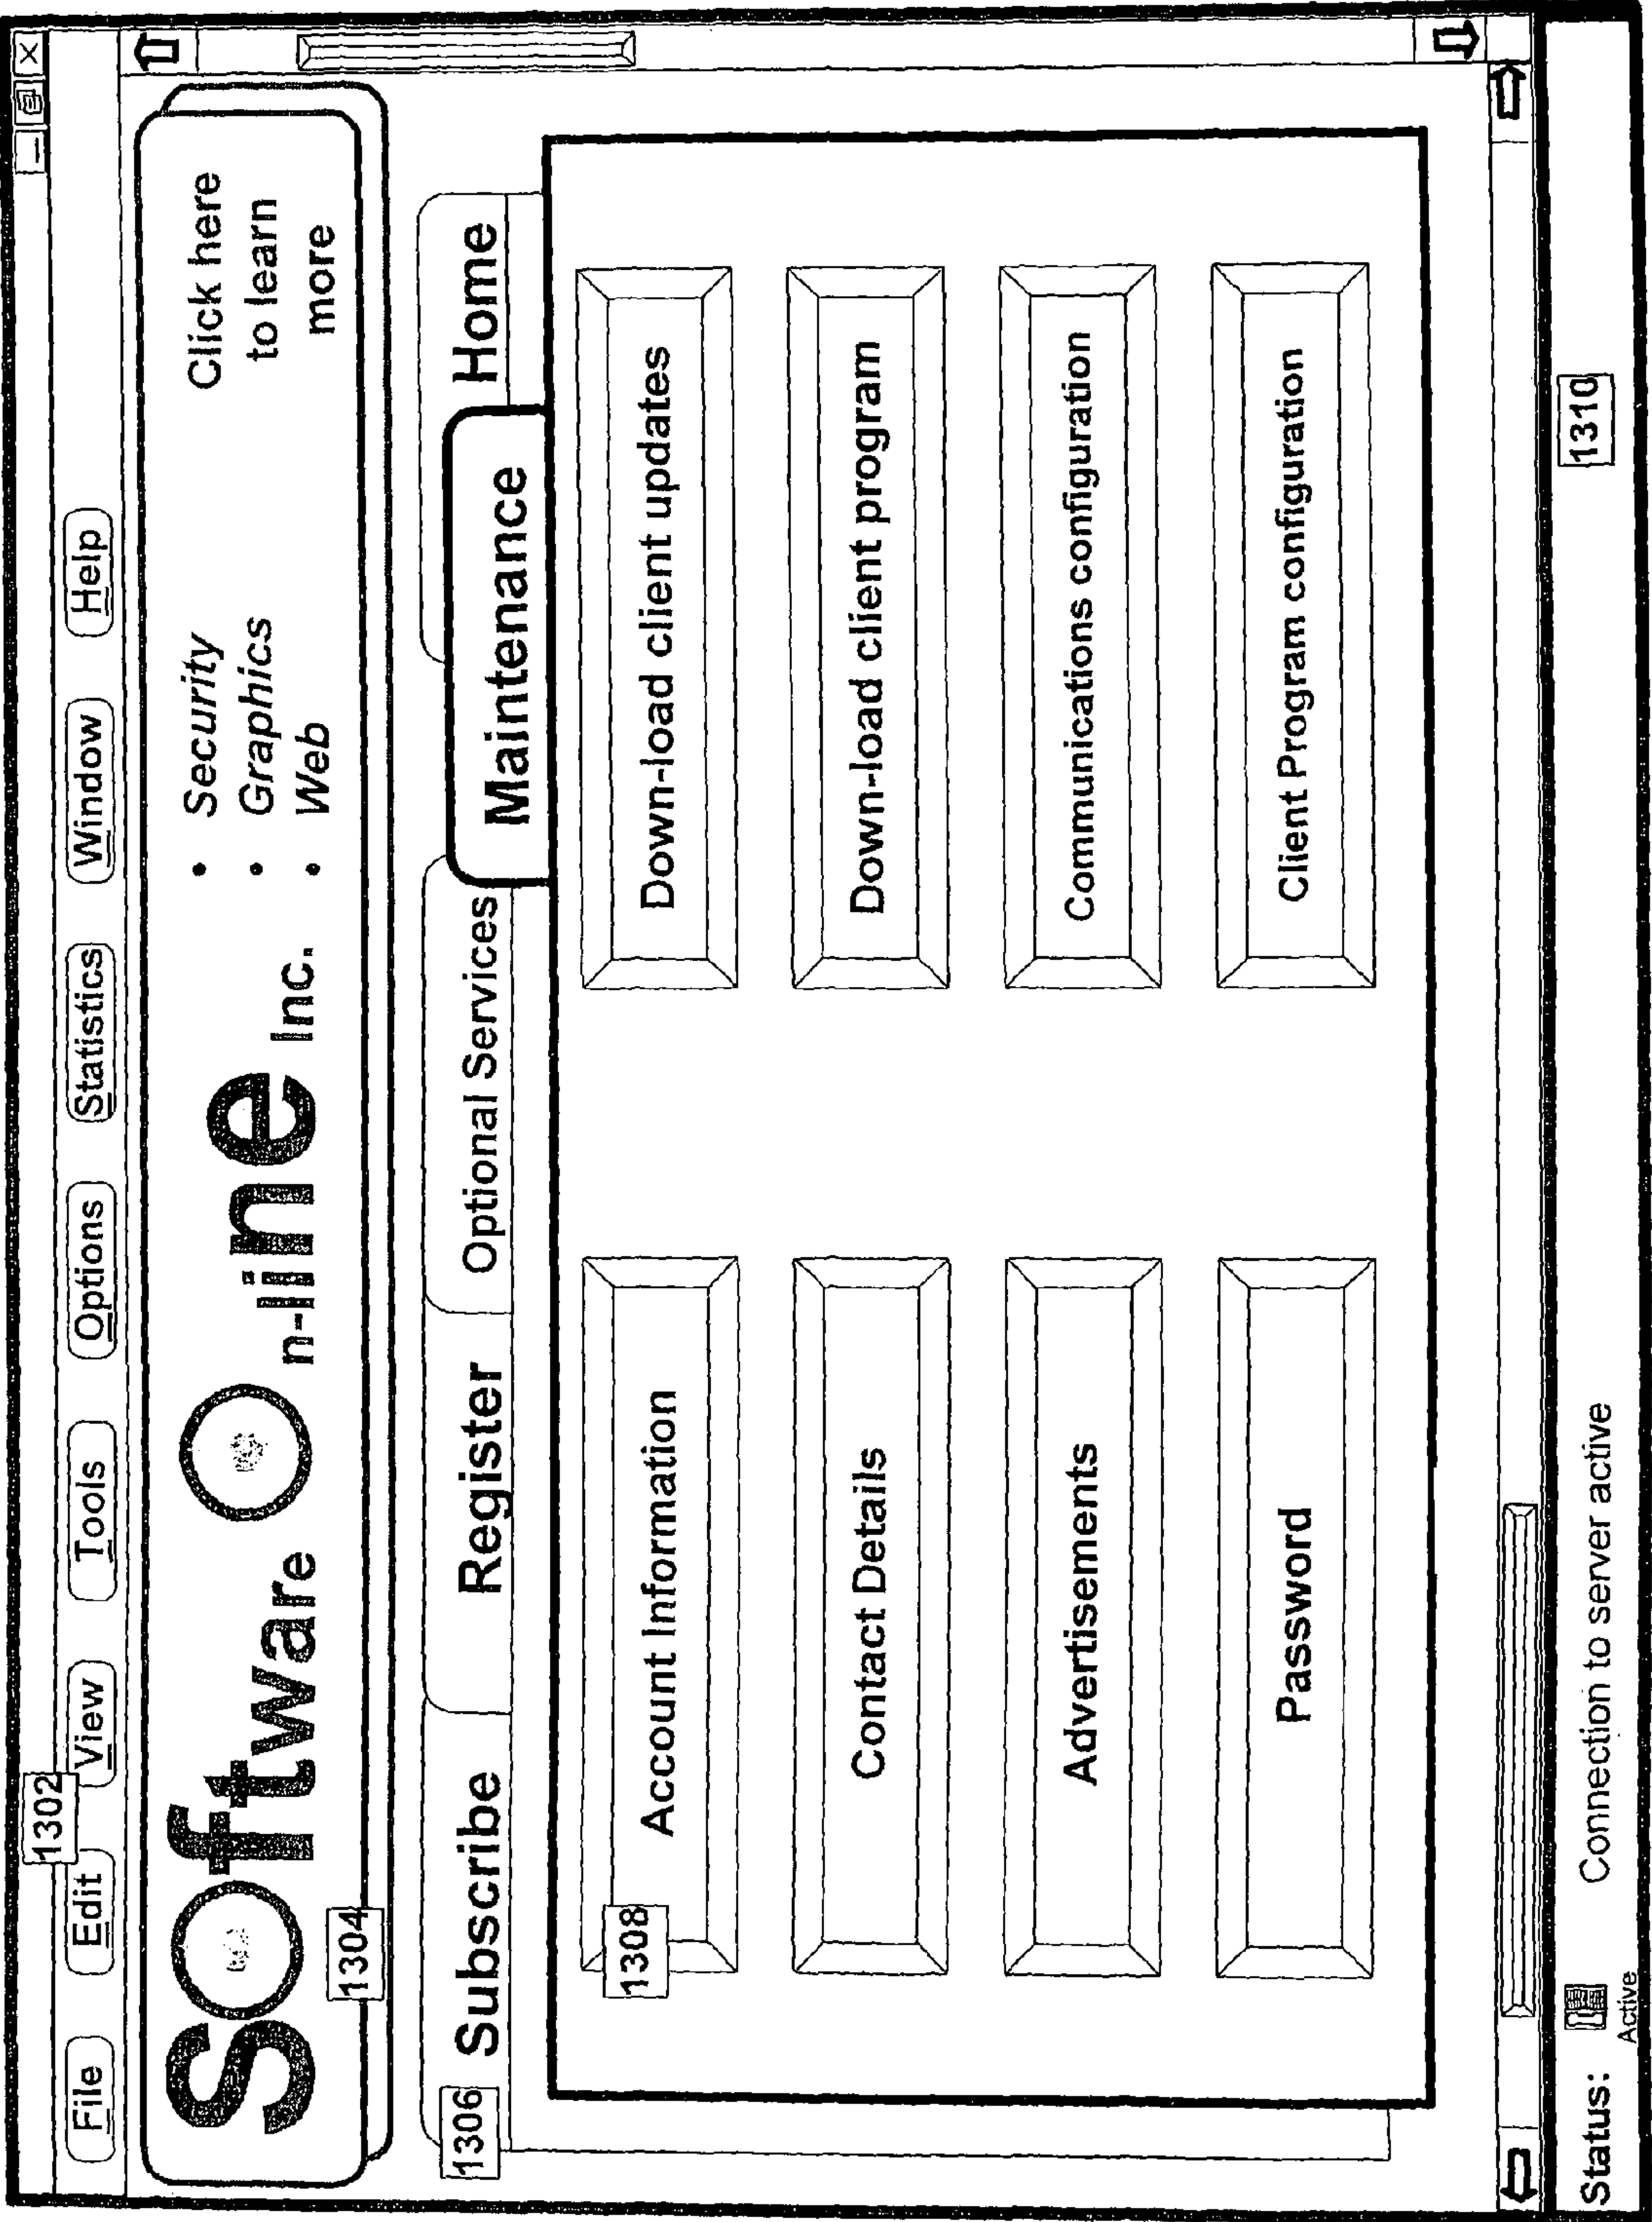 1302
File Edit View Tools Options Statistics Window Help
Software On-line Inc.
• Security
• Graphics
• Web
Click here
to learn
more
1304
1306
Subscribe Register Optional Services Maintenance Home
1308
Account Information Down-load client updates
Contact Details Down-load client program
Advertisements Communications configuration
Password Client Program configuration
Status: Active Connection to server active 1310